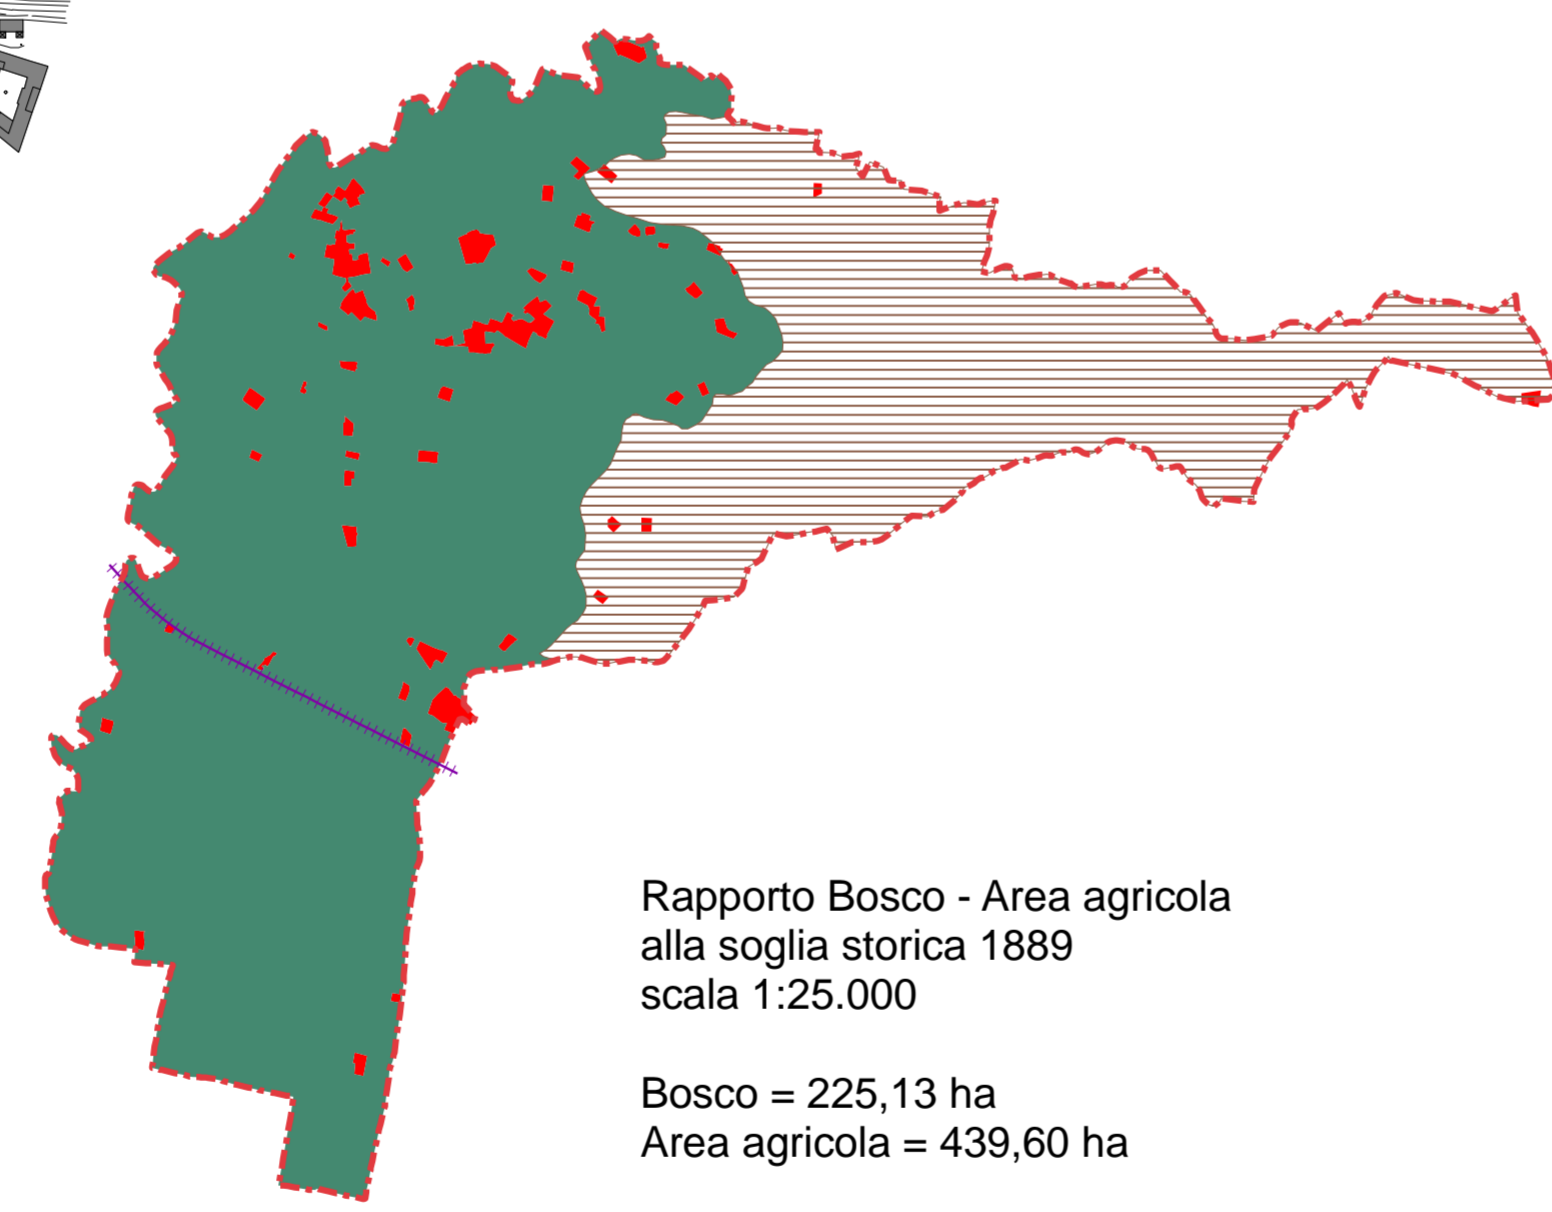 Rapporto Bosco - Area agricola
alla soglia storica 1889
scala 1:25.000
Bosco = 225,13 ha
Area agricola = 439,60 ha